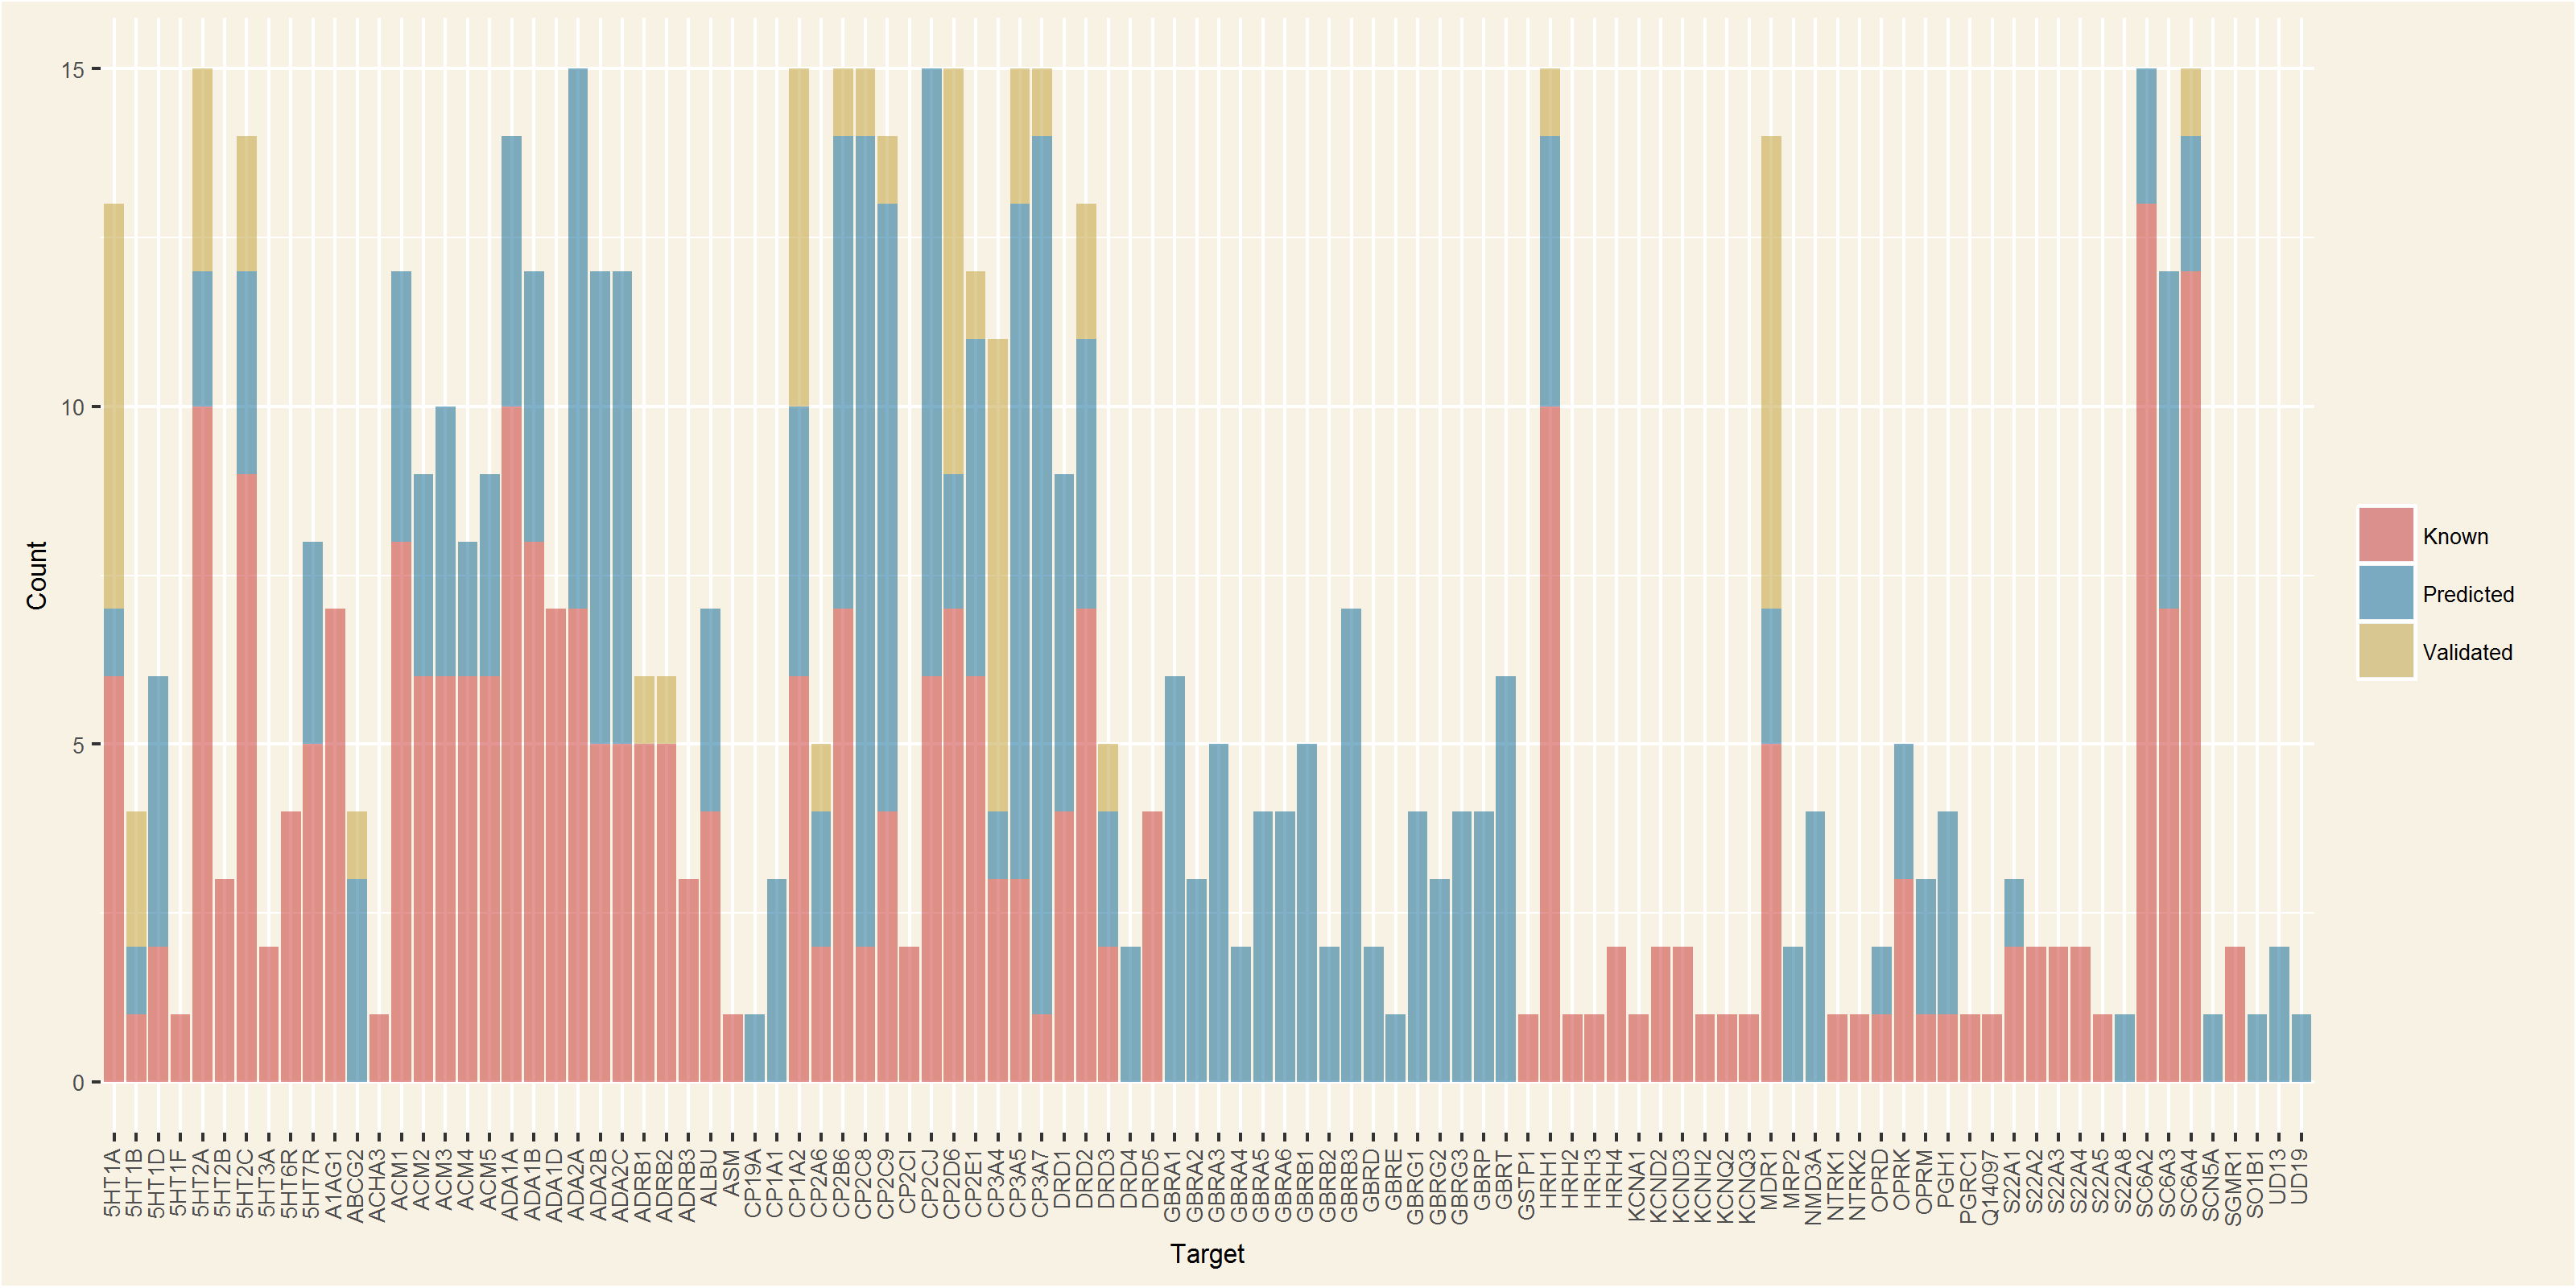 15
10
5
0
Count
5HT1A
5HT1B
5HT1D
5HT1F
5HT2A
5HT2B
5HT2C
5HT3A
5HT6R
5HT7R
A1AG1
ABCG2
ACHA3
ACM1
ACM2
ACM3
ACM4
ACM5
ADA1A
ADA1B
ADA1D
ADA2A
ADA2B
ADA2C
ADRB1
ADRB2
ADRB3
ALBU
ASM
CP19A
CP1A1
CP1A2
CP2A6
CP2B6
CP2C8
CP2C9
CP2CI
CP2CJ
CP2D6
CP2E1
CP3A4
CP3A5
CP3A7
DRD1
DRD2
DRD3
DRD4
DRD5
GBRA1
GBRA2
GBRA3
GBRA4
GBRA5
GBRA6
GBRB1
GBRB2
GBRB3
GBRD
GBRE
GBRG1
GBRG2
GBRG3
GBRP
GBRT
GSTP1
HRH1
HRH2
HRH3
HRH4
KCNA1
KCND2
KCND3
KCNH2
KCNQ2
KCNQ3
MDR1
MRP2
NMD3A
NTRK1
NTRK2
OPRD
OPRK
OPRM
PGH1
PGRC1
Q14097
S22A1
S22A2
S22A3
S22A4
S22A5
S22A8
SC6A2
SC6A3
SC6A4
SCN5A
SGMR1
SO1B1
UD13
UD19
Target
Known
Predicted
Validated